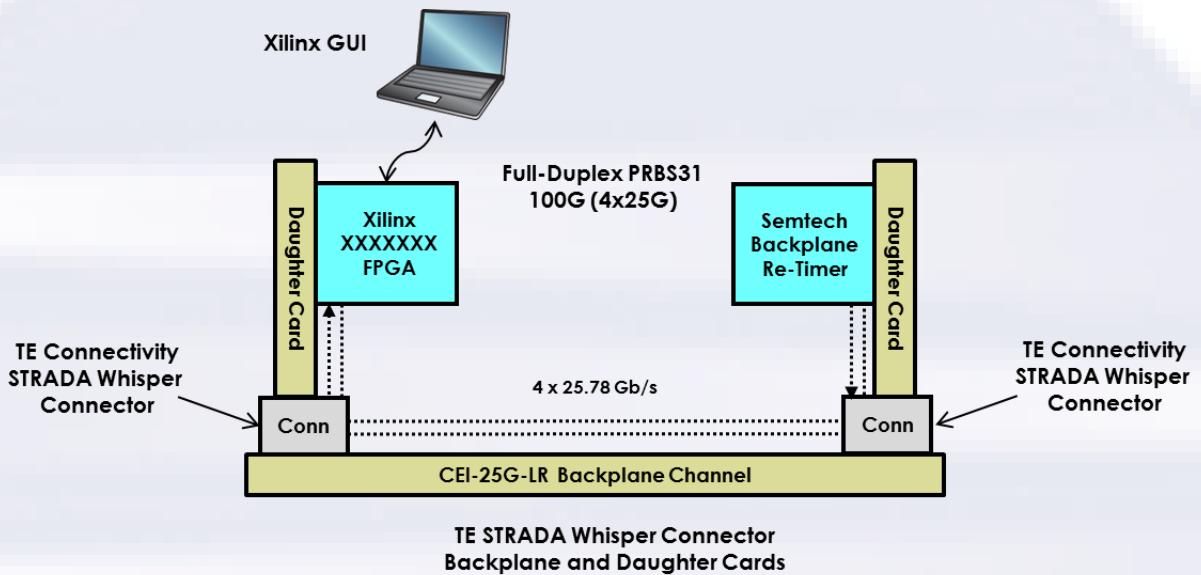 Xilinx GUI
Full-Duplex PRBS31
100G (4x25G)
Daughter Card
Xilinx
XXXXXXX
FPGA
Semtech
Backplane
Re-Timer
Daughter Card
TE Connectivity
STRADA Whisper
Connector
4 x 25.78 Gb/s
TE Connectivity
STRADA Whisper
Connector
Conn
Conn
CEI-25G-LR Backplane Channel
TE STRADA Whisper Connector
Backplane and Daughter Cards